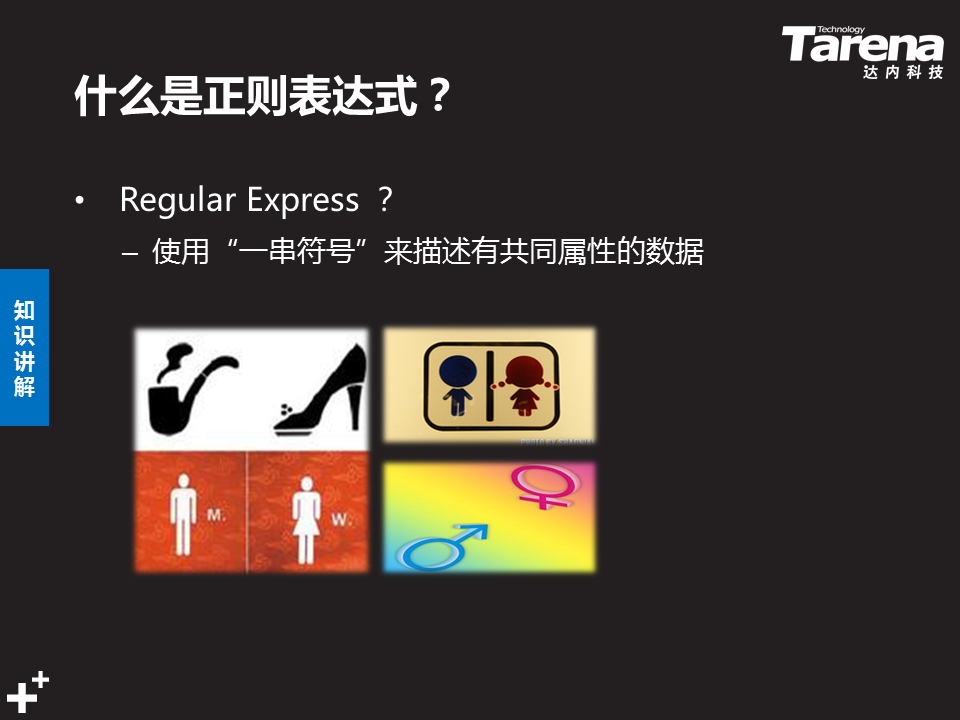 Technology
Tarena
达内科技
什么是正则表达式？
• Regular Express ？
– 使用“一串符号”来描述有共同属性的数据
知识讲解
M.
W.